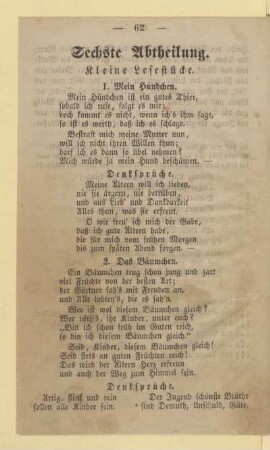 — 62 —
Sechste Abtheilung.
Kleine Lesestücke.
1. Mein Hündchen.
Mein Hündchen ist ein gutes Thier,
sobald ich rufe, folgt es mir;
doch kommt es nicht, wenn ich's ihm sage,
so ist es werth, daß ich es schlage.
Bestraft mich meine Mutter nun,
will ich nicht ihren Willen thun;
darf ich es dann so übel nehmen?
Mich würde ja mein Hund beschämen. —
Denksprüche.
Meine Ältern will ich lieben,
nie sie ärgern, nie betrüben,
und aus Lieb' und Dankbarkeit
Alles thun, was sie erfreut.
O wie freu' ich mich der Gabe,
daß ich gute Ältern habe,
die für mich vom frühen Morgen
bis zum späten Abend sorgen. —
2. Das Bäumchen.
Ein Bäumchen trug schon jung und zart
viel Früchte von der besten Art;
der Gärtner sah's mit Freuden an,
und Alle lobten's, die es sah'n.
Wer ist wol diesem Bäumchen gleich?
Wer räth's, ihr Kinder, unter euch?
„Bin ich schon früh im Guten reich,
so bin ich diesem Bäumchen gleich.“
Seid, Kinder, diesem Bäumchen gleich!
Seid stets an guten Früchten reich!
Das wird der Ältern Herz erfreun
und auch der Weg zum Himmel sein.
Denksprüche.
Artig, flink und rein
sollen alle Kinder sein.
Der Jugend schönste Blüthe
sind Demuth, Unschuld, Güte.